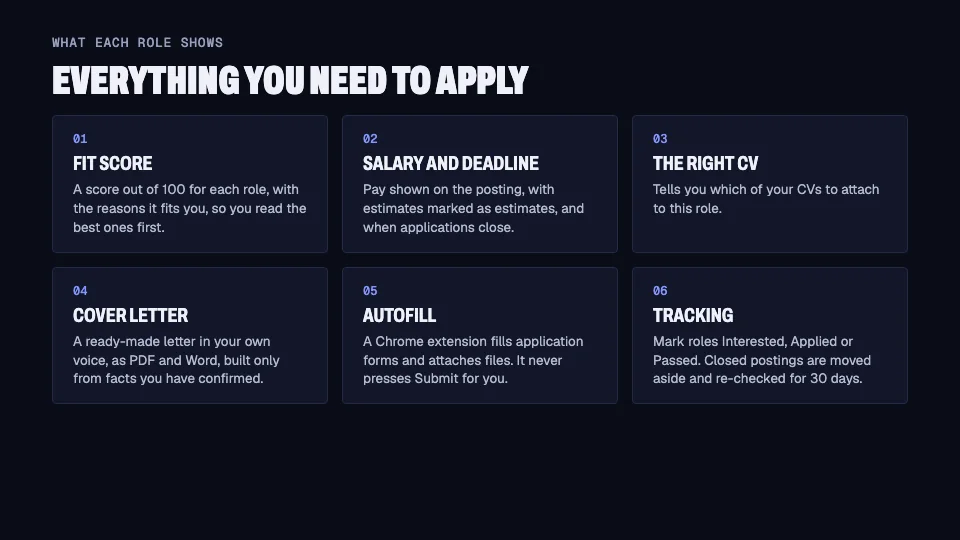 WHAT EACH ROLE SHOWS
EVERYTHING YOU NEED TO APPLY
01
FIT SCORE
A score out of 100 for each role, with
the reasons it fits you, so you read the
best ones first.
02
SALARY AND DEADLINE
Pay shown on the posting, with
estimates marked as estimates, and
when applications close.
03
THE RIGHT CV
Tells you which of your CVs to attach
to this role.
04
COVER LETTER
A ready-made letter in your own
voice, as PDF and Word, built only
from facts you have confirmed.
05
AUTOFILL
A Chrome extension fills application
forms and attaches files. It never
presses Submit for you.
06
TRACKING
Mark roles Interested, Applied or
Passed. Closed postings are moved
aside and re-checked for 30 days.